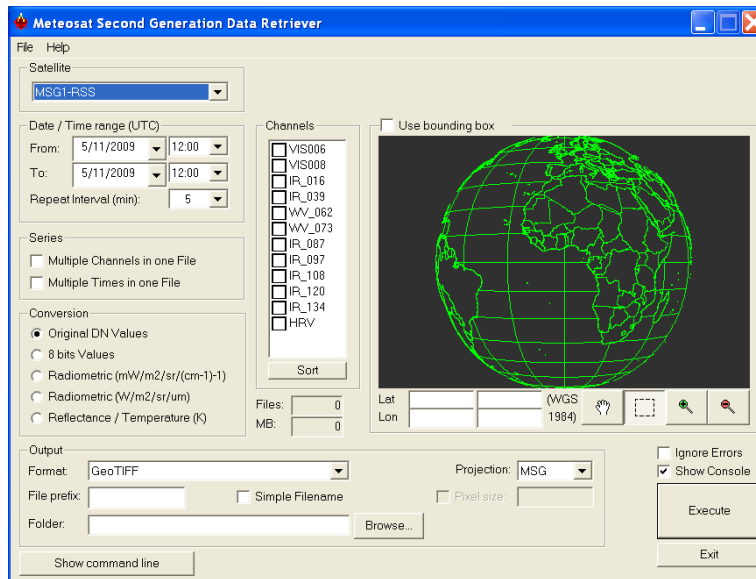 Meteosat Second Generation Data Retriever
File Help
Satellite
MSG1-RSS
Date / Time range (UTC)
From: 5/11/2009 12:00
To: 5/11/2009 12:00
Repeat Interval (min): 5
Series
Multiple Channels in one File
Multiple Times in one File
Conversion
Original DN Values
8 bits Values
Radiometric (mW/m2/sr/(cm-1)-1)
Radiometric (W/m2/sr/um)
Reflectance / Temperature (K)
Channels
VIS006
VIS008
IR_016
IR_039
WV_062
WV_073
IR_087
IR_097
IR_108
IR_120
IR_134
HRV
Sort
Files: 0
MB: 0
Use bounding box
Lat
Lon
(WGS
1984)
Output
Format: GeoTIFF
Projection: MSG
File prefix:
Simple Filename
Pixel size:
Folder:
Browse...
Ignore Errors
Show Console
Execute
Exit
Show command line